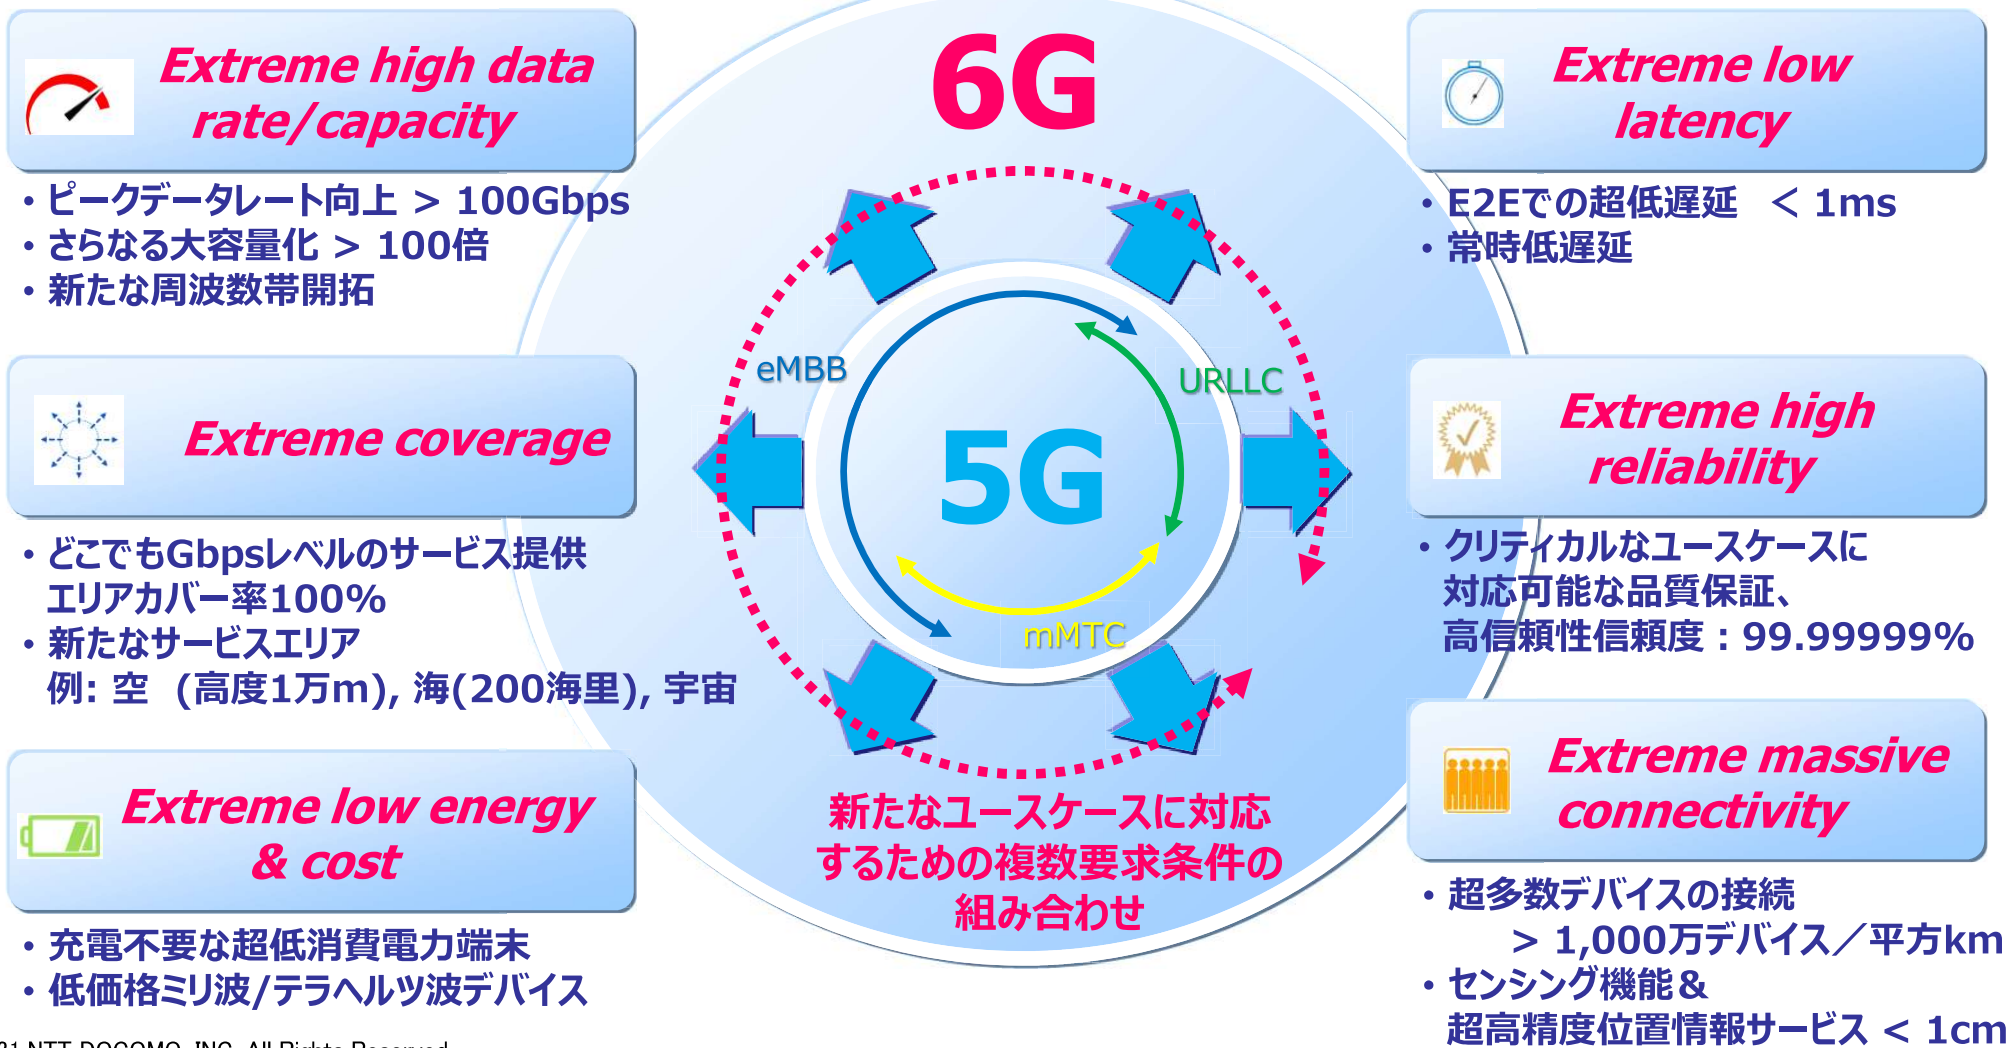 Extreme high data
rate/capacity
・ピークデータレート向上 > 100Gbps
・さらなる大容量化 > 100倍
・新たな周波数帯開拓
Extreme coverage
・どこでもGbpsレベルのサービス提供
エリアカバー率100%
・新たなサービスエリア
例: 空 (高度1万m), 海(200海里), 宇宙
Extreme low energy
& cost
・充電不要な超低消費電力端末
・低価格ミリ波/テラヘルツ波デバイス
6G
eMBB
URLLC
5G
mMTC
新たなユースケースに対応
するための複数要求条件の
組み合わせ
Extreme low
latency
・E2Eでの超低遅延 < 1ms
・常時低遅延
Extreme high
reliability
・クリティカルなユースケースに
対応可能な品質保証、
高信頼性信頼度：99.99999%
Extreme massive
connectivity
・超多数デバイスの接続
> 1,000万デバイス／平方km
・センシング機能＆
超高精度位置情報サービス < 1cm
NTT DOCOMO, INC. All Rights Reserved